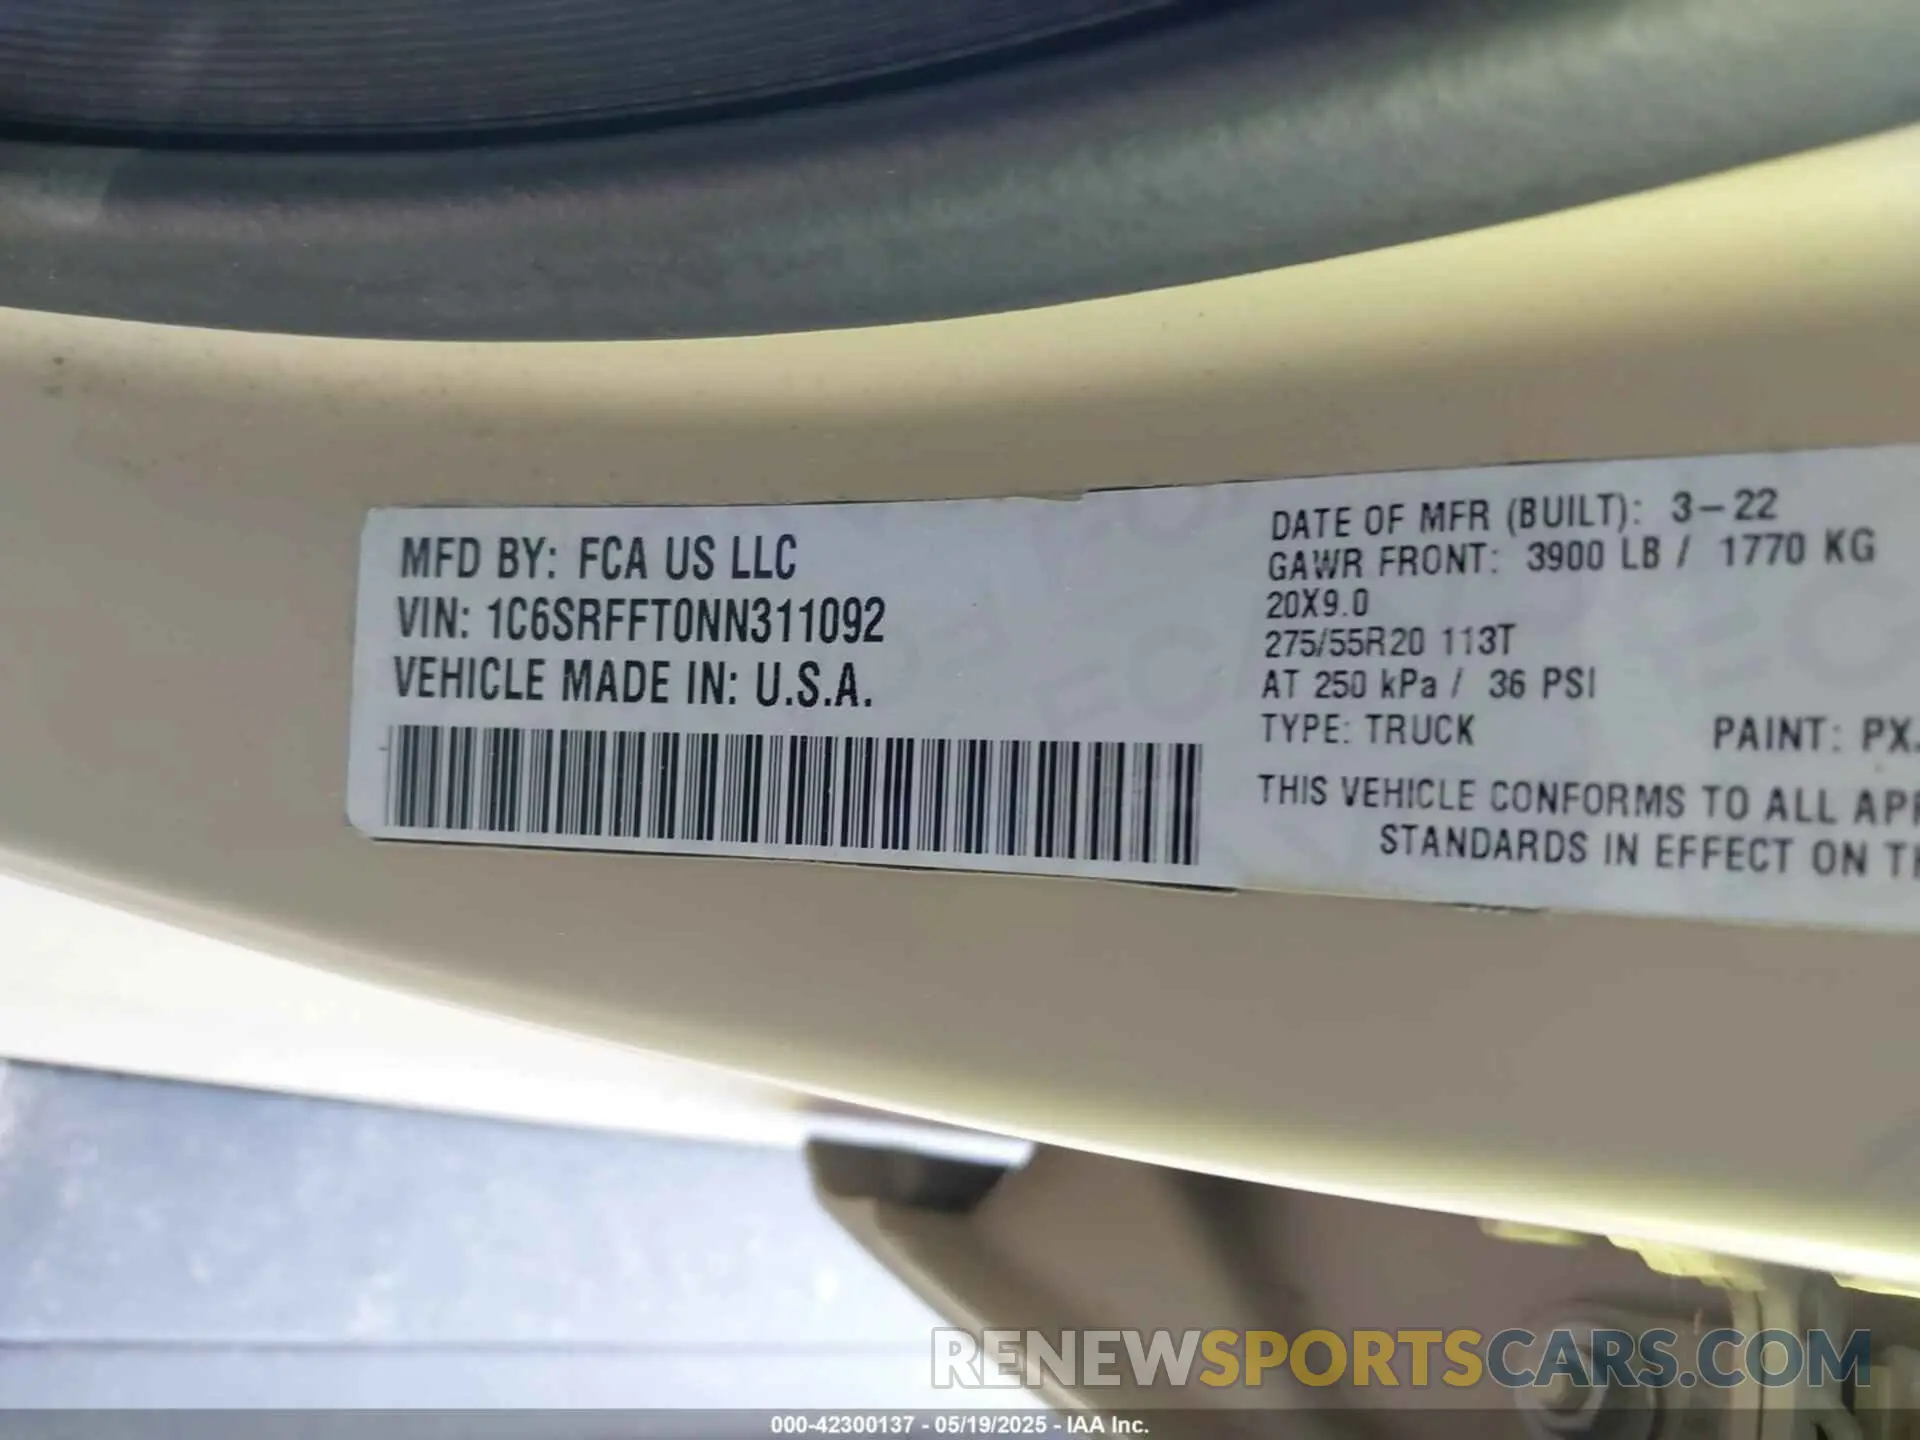 MFD BY: FCA US LLC
VIN: 1C6SRFFT0NN311092
VEHICLE MADE IN: U.S.A.
DATE OF MFR (BUILT): 3-22
GAWR FRONT: 3900 LB / 1770 KG
20X9.0
275/55R20 113T
AT 250 kPa / 36 PSI
TYPE: TRUCK PAINT:
THIS VEHICLE CONFORMS TO ALL
STANDARDS IN EFFECT ON
RENEWSPORTSCARS.COM
000-42300137 - 05/19/2025 - IAA Inc.